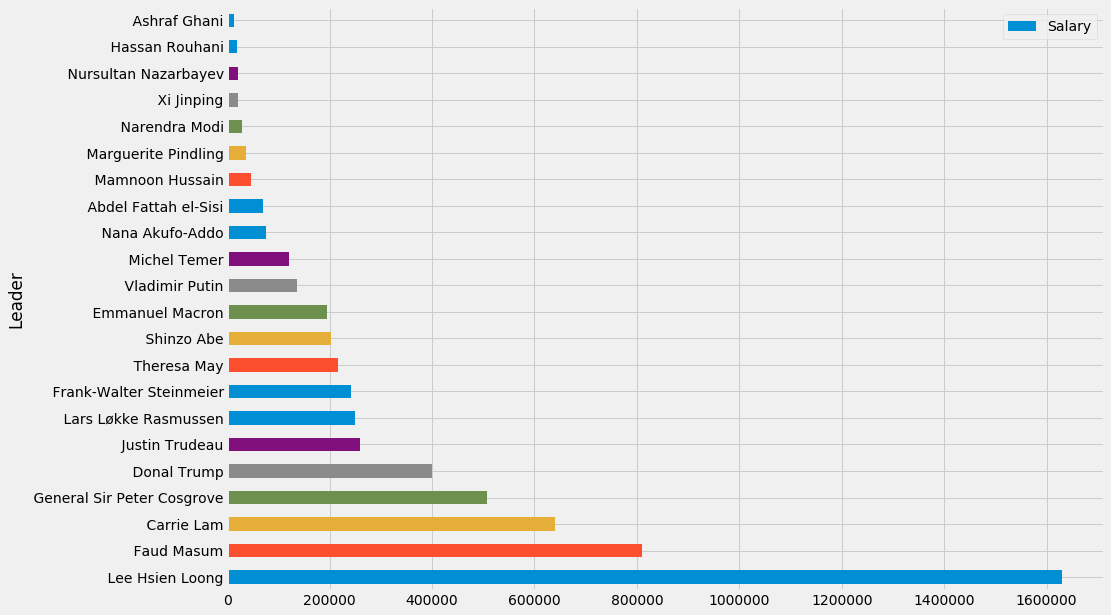 Ashraf Ghani
Hassan Rouhani
Nursultan Nazarbayev
Xi Jinping
Narendra Modi
Marguerite Pindling
Mamnoon Hussain
Abdel Fattah el-Sisi
Nana Akufo-Addo
Michel Temer
Vladimir Putin
Emmanuel Macron
Shinzo Abe
Theresa May
Frank-Walter Steinmeier
Lars Løkke Rasmussen
Justin Trudeau
Donal Trump
General Sir Peter Cosgrove
Carrie Lam
Faud Masum
Lee Hsien Loong
Leader
Salary
0 200000 400000 600000 800000 1000000 1200000 1400000 1600000